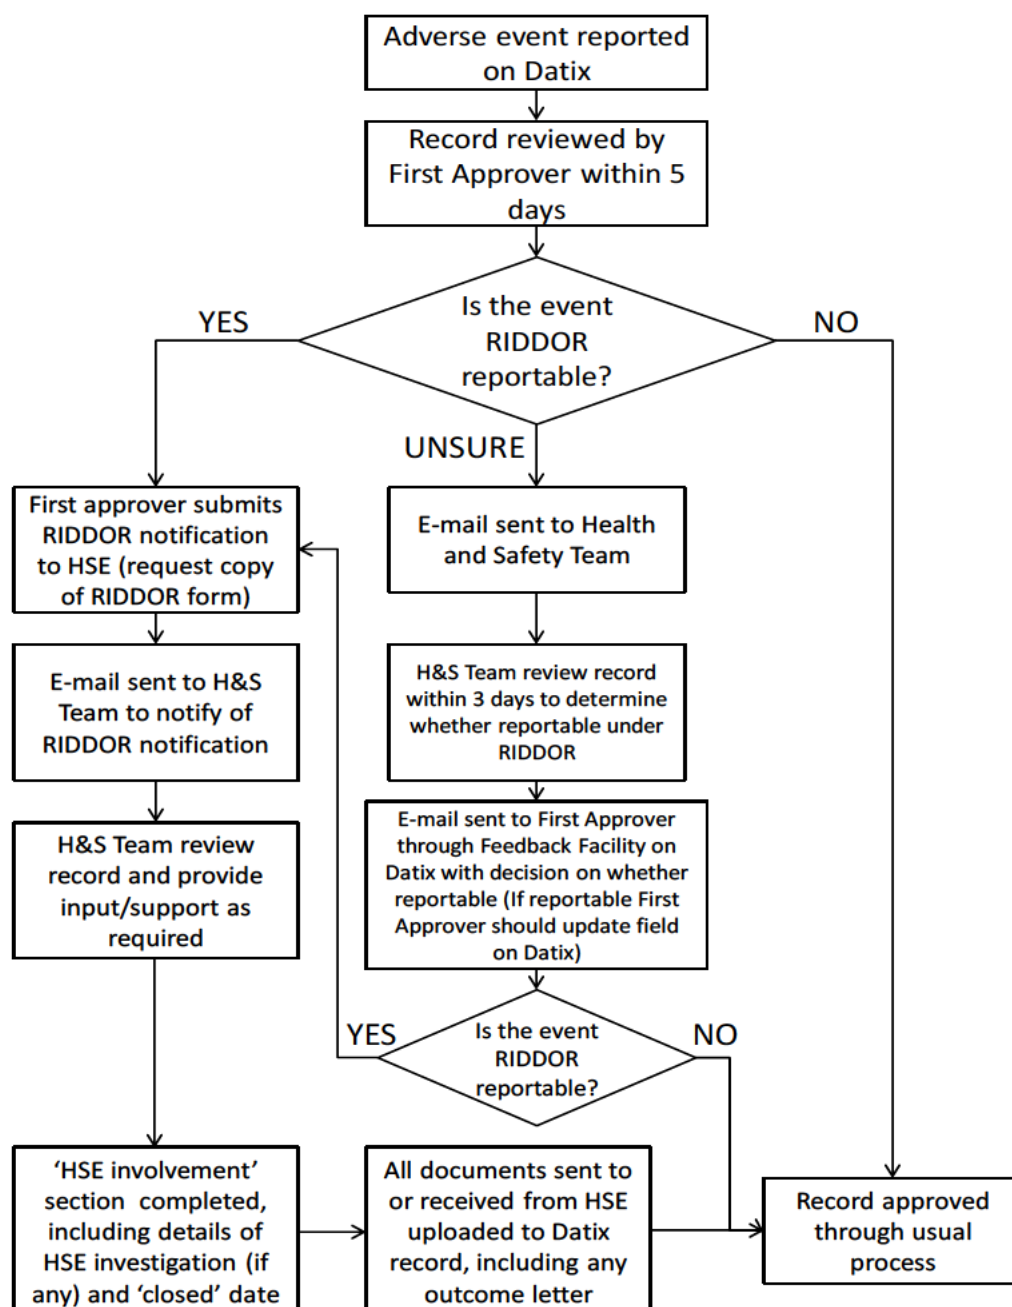 Adverse event reported
on Datix
Record reviewed by
First Approver within 5
days
Is the event
RIDDOR
reportable?
YES
NO
UNSURE
First approver submits
RIDDOR notification
to HSE (request copy
of RIDDOR form)
E-mail sent to H&S
Team to notify of
RIDDOR notification
H&S Team review
record and provide
input/support as
required
E-mail sent to Health
and Safety Team
H&S Team review record
within 3 days to determine
whether reportable under
RIDDOR
E-mail sent to First Approver
through Feedback Facility on
Datix with decision on whether
reportable (If reportable First
Approver should update field
on Datix)
Is the event
RIDDOR
reportable?
YES
NO
‘HSE involvement’
section completed,
including details of
HSE investigation (if
any) and ‘closed’ date
All documents sent to
or received from HSE
uploaded to Datix
record, including any
outcome letter
Record approved
through usual
process